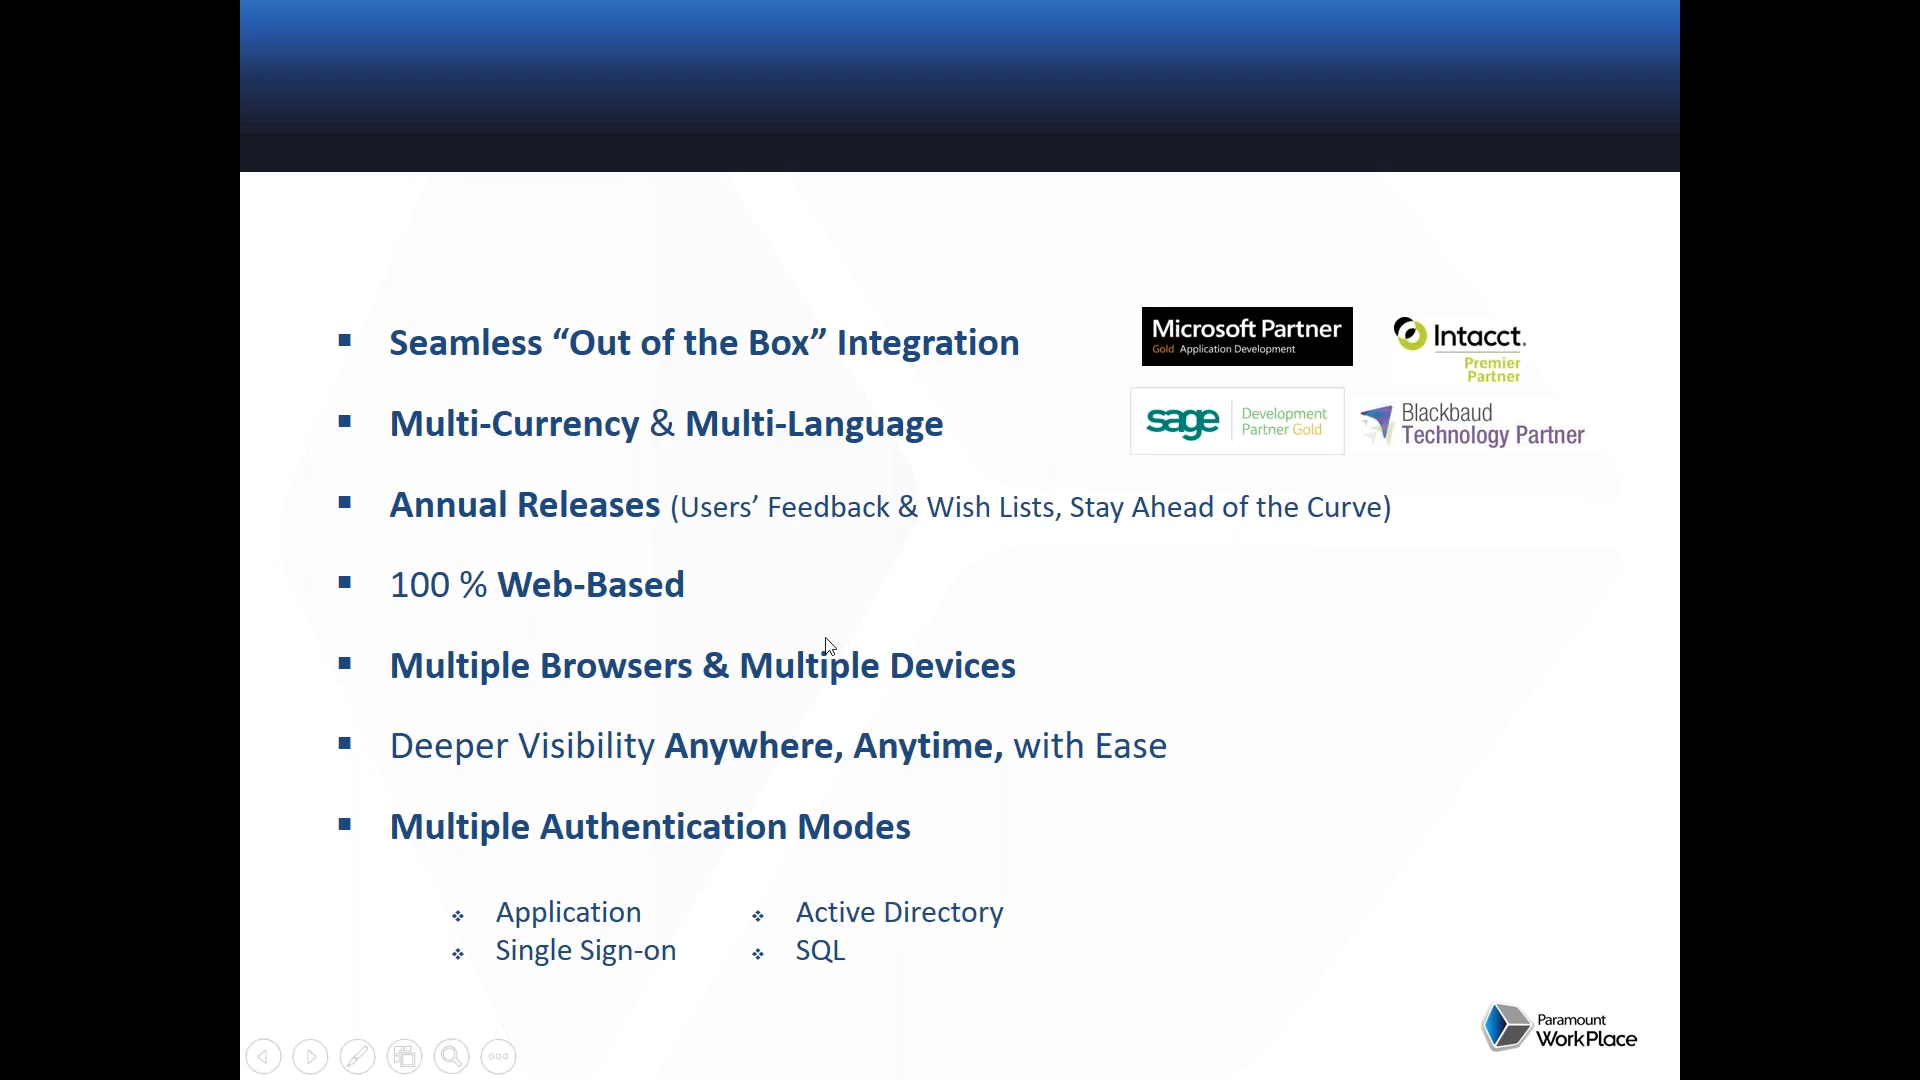 Seamless “Out of the Box” Integration
Microsoft Partner
Gold Application Development
Intacct.
Premier
Partner
Multi-Currency & Multi-Language
sage
Development
Partner Gold
Blackbaud
Technology Partner
Annual Releases (Users’ Feedback & Wish Lists, Stay Ahead of the Curve)
100 % Web-Based
Multiple Browsers & Multiple Devices
Deeper Visibility Anywhere, Anytime, with Ease
Multiple Authentication Modes
Application
Active Directory
Single Sign-on
SQL
Paramount
WorkPlace